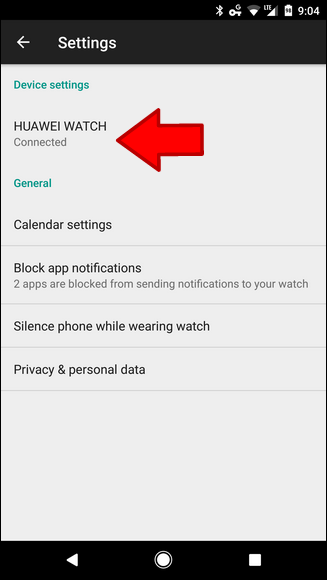 9:04
Settings
Device settings
HUAWEI WATCH
Connected
General
Calendar settings
Block app notifications
2 apps are blocked from sending notifications to your watch
Silence phone while wearing watch
Privacy & personal data